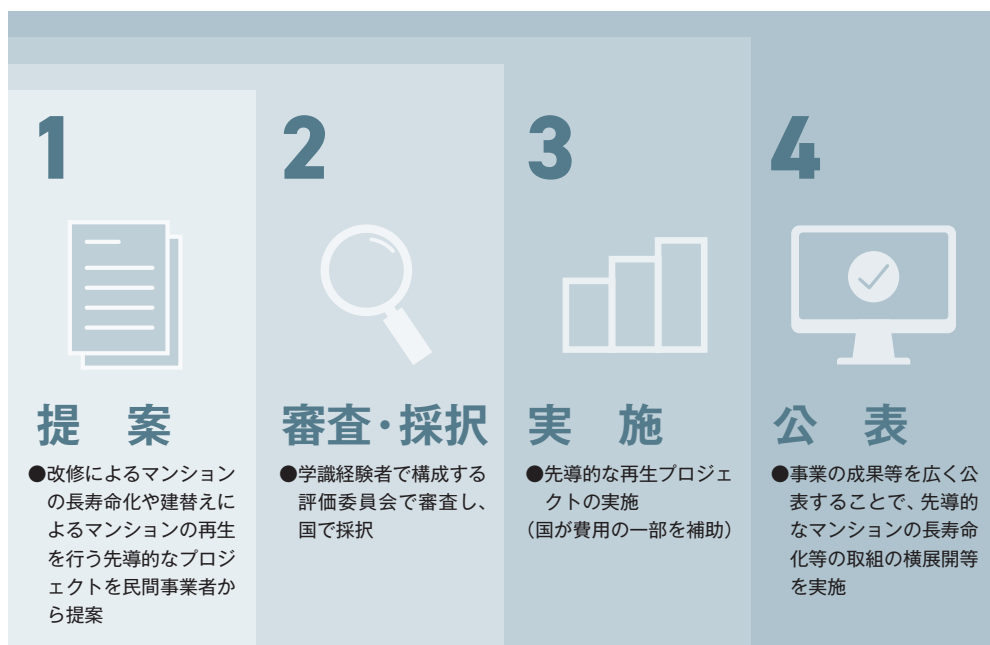 1
提 案
●改修によるマンション
の長寿命化や建替えに
よるマンションの再生
を行う先導的なプロジ
ェクトを民間事業者か
ら提案
2
審査・採択
●学識経験者で構成する
評価委員会で審査し、
国で採択
3
実 施
●先導的な再生プロジェ
クトの実施
（国が費用の一部を補助）
4
公 表
●事業の成果等を広く公
表することで、先導的
なマンションの長寿命
化等の取組の横展開等
を実施